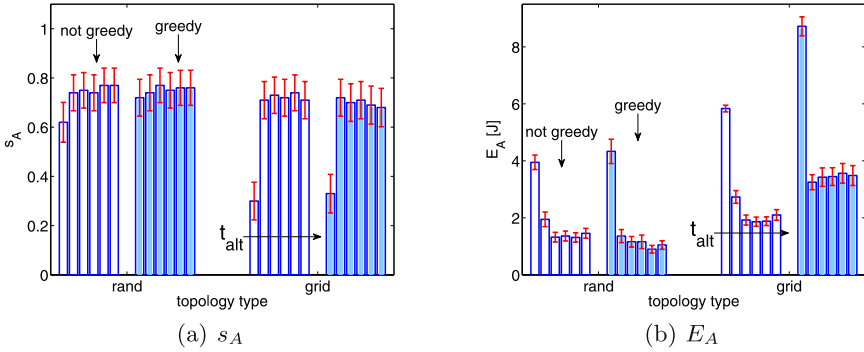 1
0.8
0.6
0.4
0.2
0
s_A
not greedy
greedy
t_alt
rand
grid
topology type
(a) s_A
8
6
4
2
0
E_A [J]
not greedy
greedy
t_alt
rand
grid
topology type
(b) E_A